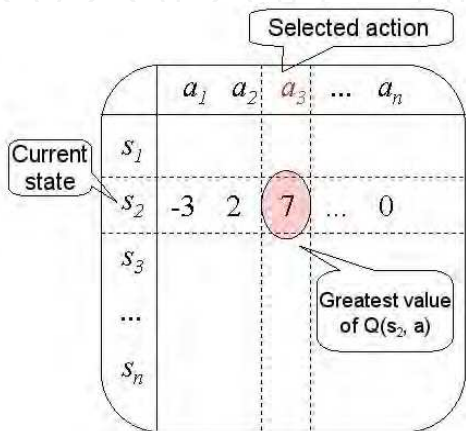 Selected action
a1 a2 a3 ... an
s1
Current
state
s2 -3 2 7 ... 0
s3
Greatest value
of Q(s2, a)
...
sn